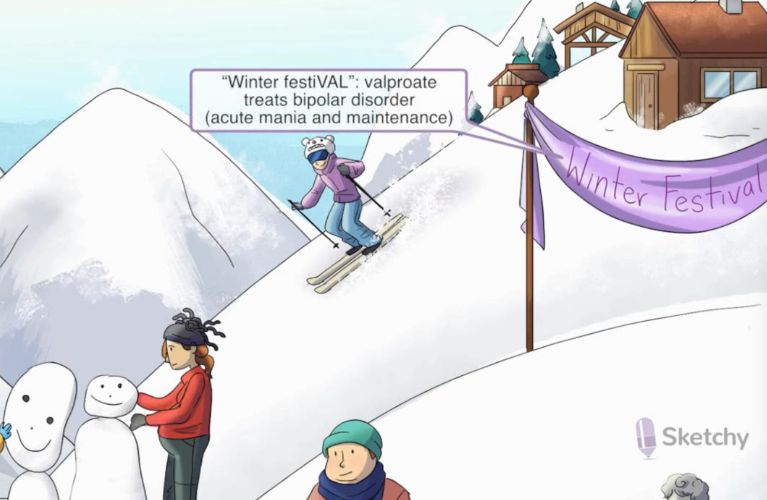 “Winter festiVAL”: valproate
treats bipolar disorder
(acute mania and maintenance)
Winter Festival
Sketchy